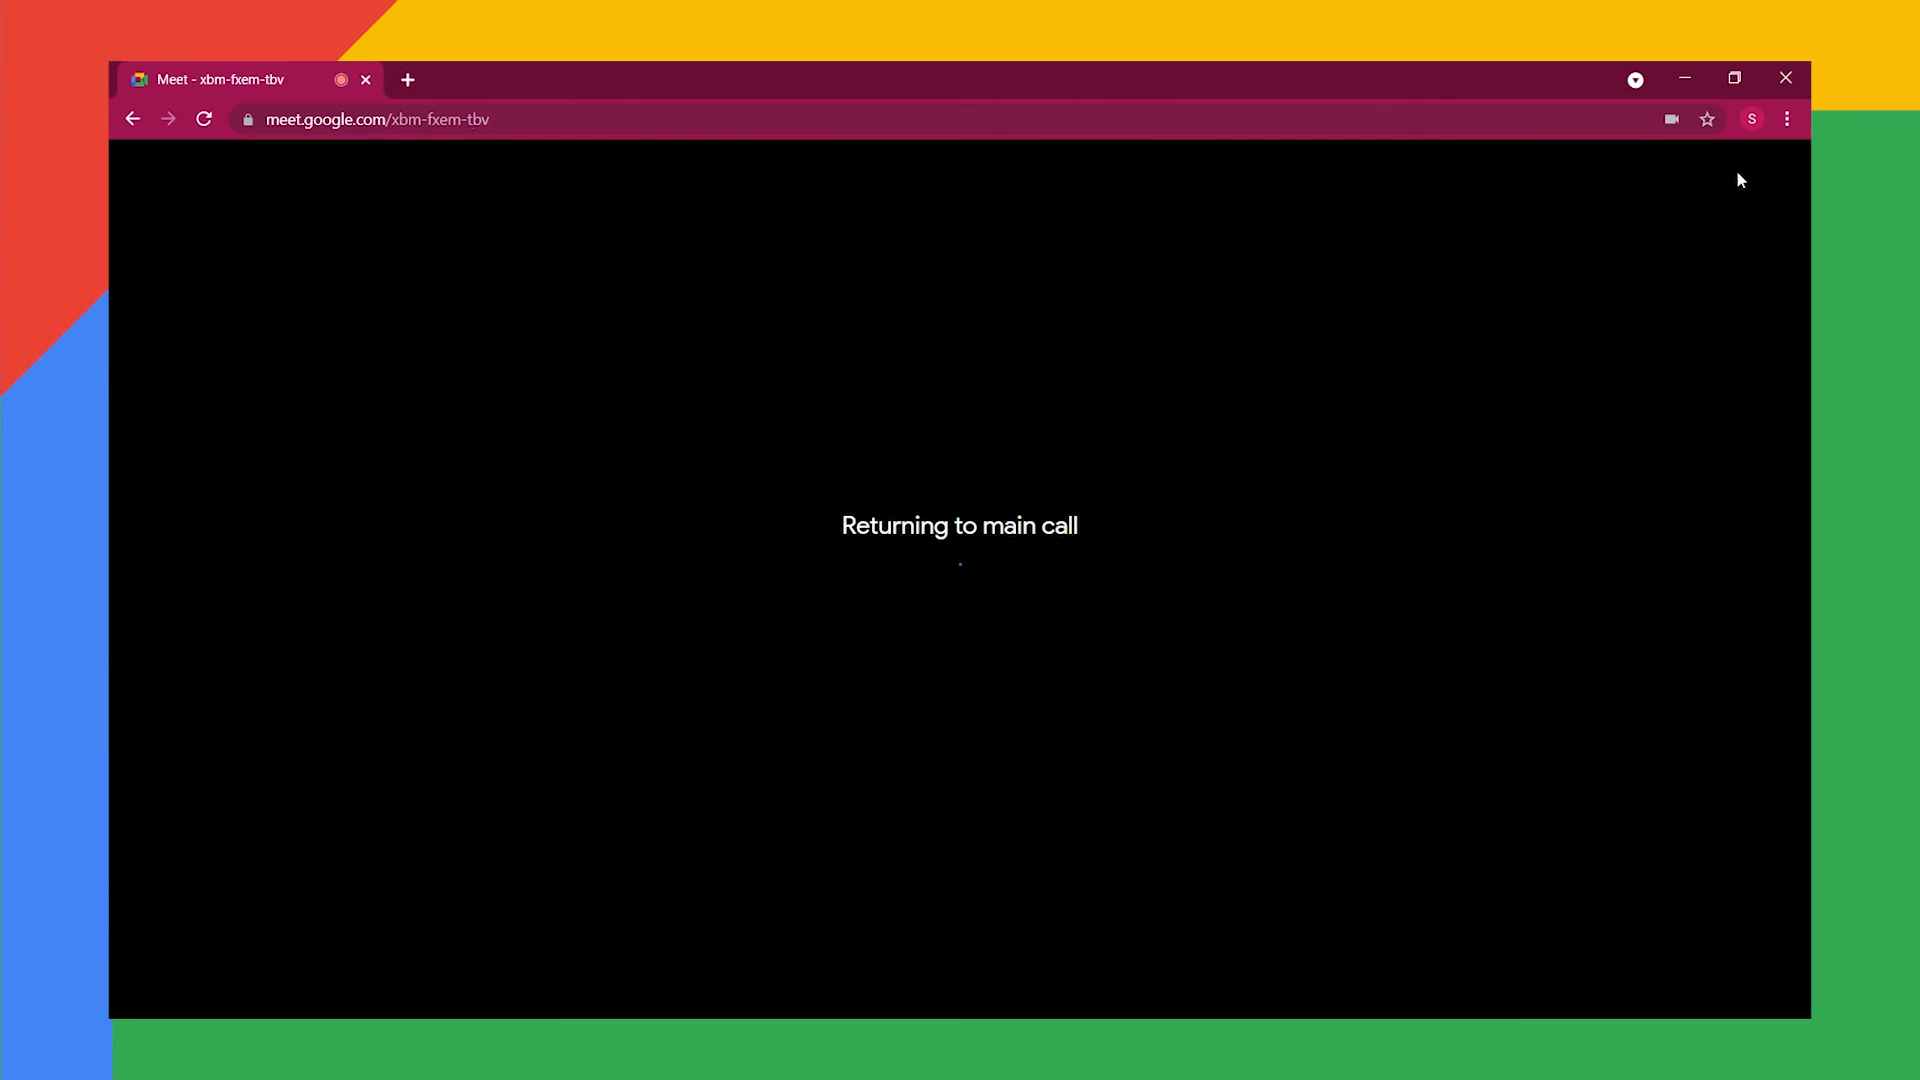 Meet - xbm-fxem-tbv
meet.google.com/xbm-fxem-tbv
S
Returning to main call